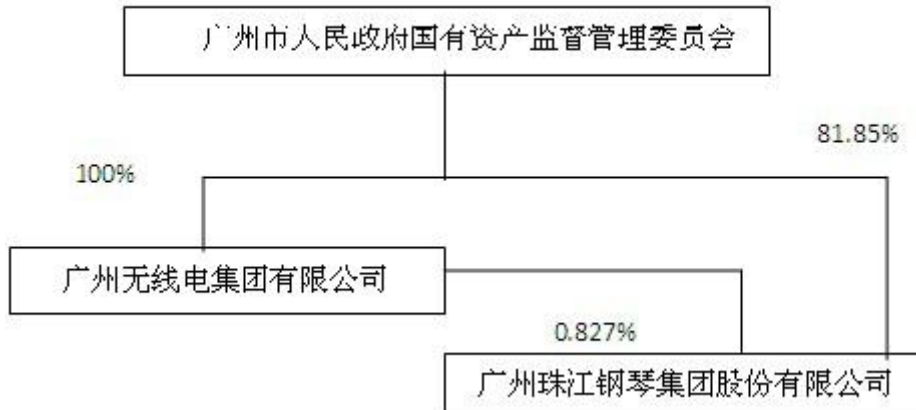 广州市人民政府国有资产监督管理委员会
81.85%
100%
广州无线电集团有限公司
0.827%
广州珠江钢琴集团股份有限公司